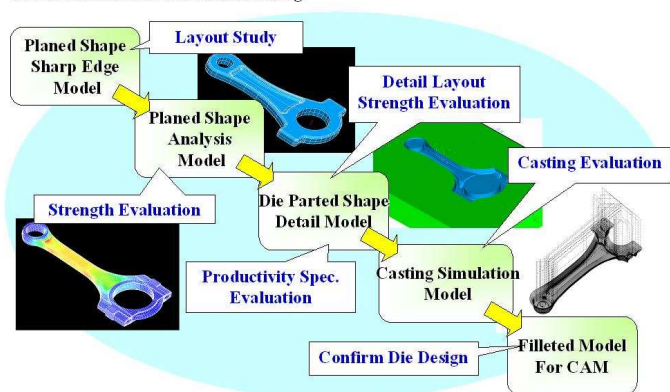 Planed Shape
Sharp Edge
Model
Layout Study
Planed Shape
Analysis
Model
Detail Layout
Strength Evaluation
Strength Evaluation
Die Parted Shape
Detail Model
Casting Evaluation
Productivity Spec.
Evaluation
Casting Simulation
Model
Confirm Die Design
Filleted Model
For CAM